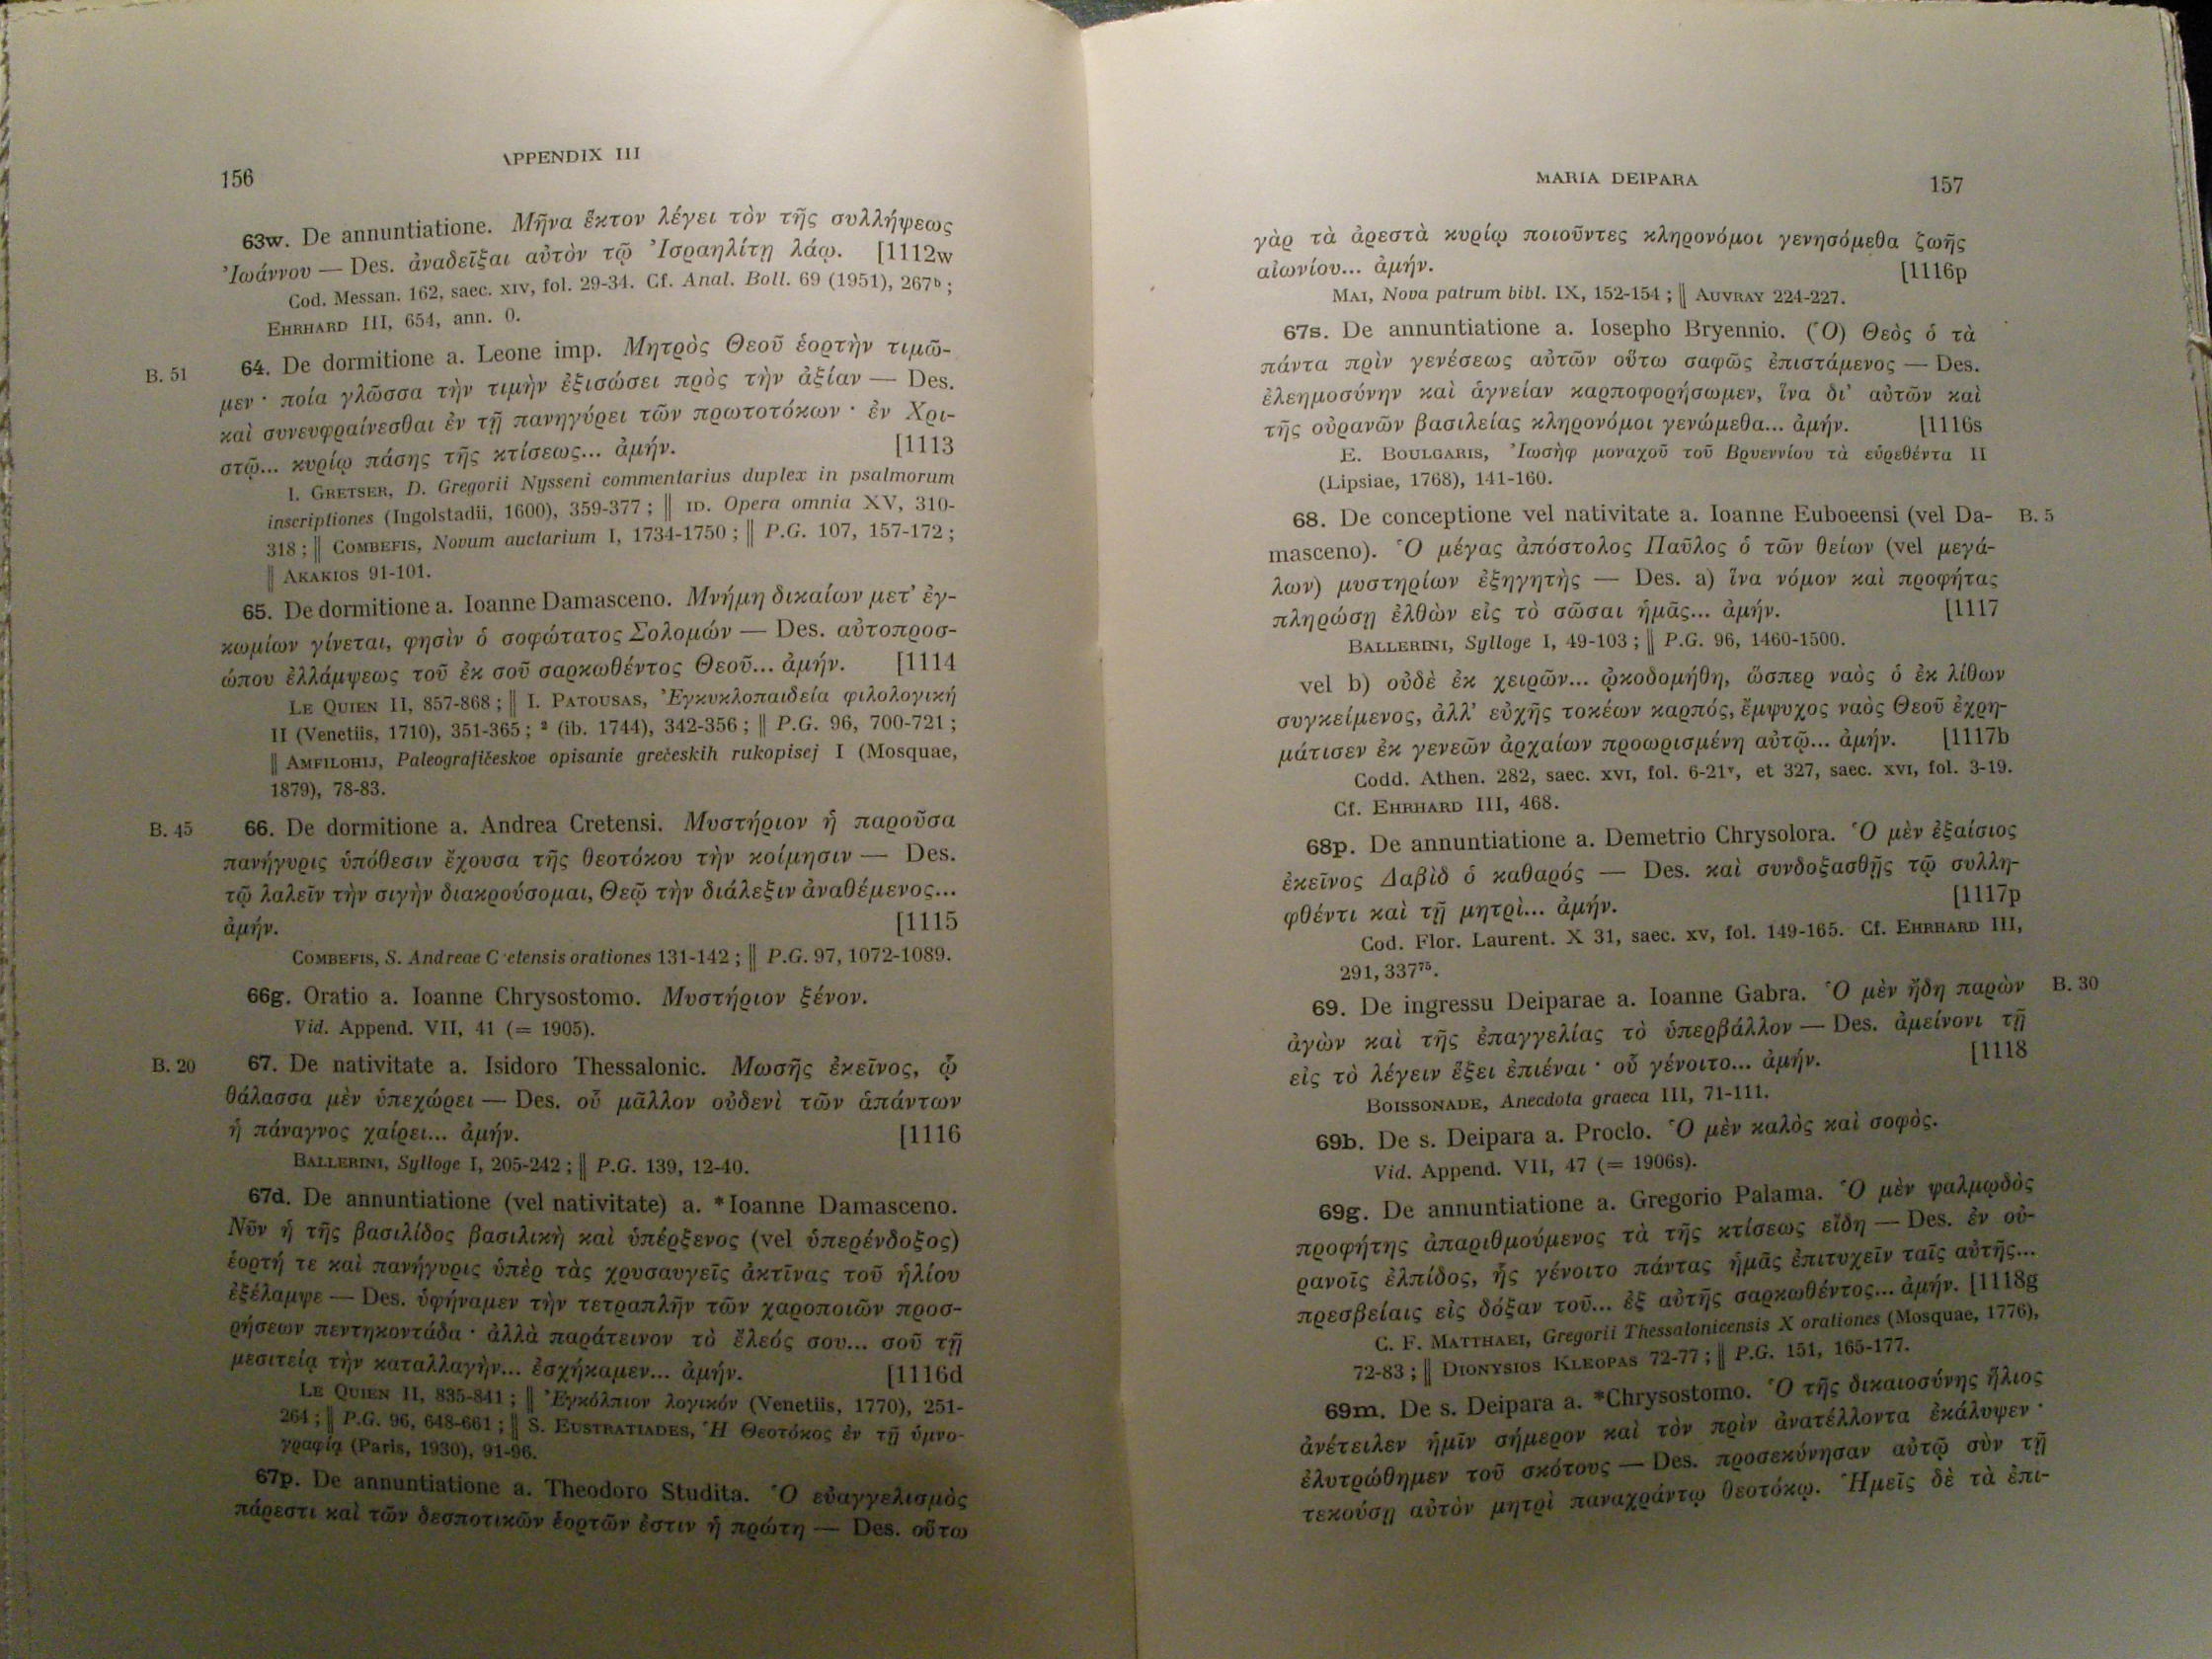 156
APPENDIX III
63w. De annuntiatione. Μῆνα ἕκτον λέγει τὸν τῆς συλλήψεως
Ἰωάννου — Des. ἀναδεῖξαι αὐτὸν τῷ Ἰσραηλίτῃ λάῳ. [1112w
Cod. Messan. 162, saec. XIV, fol. 29-34. Cf. Anal. Boll. 69 (1951), 267ᵇ ;
EHRHARD III, 654, ann. 0.
B. 51 64. De dormitione a. Leone imp. Μητρὸς Θεοῦ ἑορτὴν τιμῶ-
μεν · ποία γλῶσσα τὴν τιμὴν ἐξισώσει πρὸς τὴν ἀξίαν — Des.
καὶ συνευφραίνεσθαι ἐν τῇ πανηγύρει τῶν πρωτοτόκων · ἐν Χρι-
στῷ... κυρίῳ πάσης τῆς κτίσεως... ἀμήν. [1113
I. GRETSER, D. Gregorii Nysseni commentarius duplex in psalmorum
inscriptiones (Ingolstadii, 1600), 359-377 ; || ID. Opera omnia XV, 310-
318 ; || COMBEFIS, Novum auctarium I, 1734-1750 ; || P.G. 107, 157-172 ;
|| AKAKIOS 91-101.
65. De dormitione a. Ioanne Damasceno. Μνήμη δικαίων μετ' ἐγ-
κωμίων γίνεται, φησὶν ὁ σοφώτατος Σολομών — Des. αὐτοπροσ-
ώπου ἐλλάμψεως τοῦ ἐκ σοῦ σαρκωθέντος Θεοῦ... ἀμήν. [1114
LE QUIEN II, 857-868 ; || I. PATOUSAS, Ἐγκυκλοπαιδεία φιλολογική
II (Venetiis, 1710), 351-365 ; ² (ib. 1744), 342-356 ; || P.G. 96, 700-721 ;
|| AMFILOHIJ, Paleografičeskoe opisanie grečeskih rukopisej I (Mosquae,
1879), 78-83.
B. 45 66. De dormitione a. Andrea Cretensi. Μυστήριον ἡ παροῦσα
πανήγυρις ὑπόθεσιν ἔχουσα τῆς θεοτόκου τὴν κοίμησιν — Des.
τῷ λαλεῖν τὴν σιγὴν διακρούσομαι, Θεῷ τὴν διάλεξιν ἀναθέμενος...
ἀμήν. [1115
COMBEFIS, S. Andreae C etensis orationes 131-142 ; || P.G. 97, 1072-1089.
66g. Oratio a. Ioanne Chrysostomo. Μυστήριον ξένον.
Vid. Append. VII, 41 (= 1905).
B. 20 67. De nativitate a. Isidoro Thessalonic. Μωσῆς ἐκεῖνος, ᾧ
θάλασσα μὲν ὑπεχώρει — Des. οὗ μᾶλλον οὐδενὶ τῶν ἁπάντων
ἡ πάναγνος χαίρει... ἀμήν. [1116
BALLERINI, Sylloge I, 205-242 ; || P.G. 139, 12-40.
67d. De annuntiatione (vel nativitate) a. *Ioanne Damasceno.
Νῦν ἡ τῆς βασιλίδος βασιλικὴ καὶ ὑπέρξενος (vel ὑπερένδοξος)
ἑορτή τε καὶ πανήγυρις ὑπὲρ τὰς χρυσαυγεῖς ἀκτῖνας τοῦ ἡλίου
ἐξέλαμψε — Des. ὑφήναμεν τὴν τετραπλῆν τῶν χαροποιῶν προσ-
ρήσεων πεντηκοντάδα · ἀλλὰ παράτεινον τὸ ἔλεός σου... σοῦ τῇ
μεσιτείᾳ τὴν καταλλαγὴν... ἐσχήκαμεν... ἀμήν. [1116d
LE QUIEN II, 835-841 ; || Ἐγκόλπιον λογικόν (Venetiis, 1770), 251-
264 ; || P.G. 96, 648-661 ; || S. EUSTRATIADES, Ἡ Θεοτόκος ἐν τῇ ὑμνο-
γραφίᾳ (Paris, 1930), 91-96.
67p. De annuntiatione a. Theodoro Studita. Ὁ εὐαγγελισμὸς
πάρεστι καὶ τῶν δεσποτικῶν ἑορτῶν ἐστιν ἡ πρώτη — Des. οὕτω
MARIA DEIPARA
157
γὰρ τὰ ἀρεστὰ κυρίῳ ποιοῦντες κληρονόμοι γενησόμεθα ζωῆς
αἰωνίου... ἀμήν. [1116p
MAI, Nova patrum bibl. IX, 152-154 ; || AUVRAY 224-227.
67s. De annuntiatione a. Iosepho Bryennio. (Ὁ) Θεὸς ὁ τὰ
πάντα πρὶν γενέσεως αὐτῶν οὕτω σαφῶς ἐπιστάμενος — Des.
ἐλεημοσύνην καὶ ἁγνείαν καρποφορήσωμεν, ἵνα δι' αὐτῶν καὶ
τῆς οὐρανῶν βασιλείας κληρονόμοι γενώμεθα... ἀμήν. [1116s
E. BOULGARIS, Ἰωσὴφ μοναχοῦ τοῦ Βρυεννίου τὰ εὑρεθέντα II
(Lipsiae, 1768), 141-160.
68. De conceptione vel nativitate a. Ioanne Euboeensi (vel Da- B. 5
masceno). Ὁ μέγας ἀπόστολος Παῦλος ὁ τῶν θείων (vel μεγά-
λων) μυστηρίων ἐξηγητὴς — Des. a) ἵνα νόμον καὶ προφήτας
πληρώσῃ ἐλθὼν εἰς τὸ σῶσαι ἡμᾶς... ἀμήν. [1117
BALLERINI, Sylloge I, 49-103 ; || P.G. 96, 1460-1500.
vel b) οὐδὲ ἐκ χειρῶν... ᾠκοδομήθη, ὥσπερ ναὸς ὁ ἐκ λίθων
συγκείμενος, ἀλλ' εὐχῆς τοκέων καρπός, ἔμψυχος ναὸς Θεοῦ ἐχρη-
μάτισεν ἐκ γενεῶν ἀρχαίων προωρισμένη αὐτῷ... ἀμήν. [1117b
Codd. Athen. 282, saec. XVI, fol. 6-21ᵛ, et 327, saec. XVI, fol. 3-19.
Cf. EHRHARD III, 468.
68p. De annuntiatione a. Demetrio Chrysolora. Ὁ μὲν ἐξαίσιος
ἐκεῖνος Δαβὶδ ὁ καθαρός — Des. καὶ συνδοξασθῇς τῷ συλλη-
φθέντι καὶ τῇ μητρὶ... ἀμήν. [1117p
Cod. Flor. Laurent. X 31, saec. XV, fol. 149-165. Cf. EHRHARD III,
291, 337⁷⁵.
69. De ingressu Deiparae a. Ioanne Gabra. Ὁ μὲν ἤδη παρὼν B. 30
ἀγὼν καὶ τῆς ἐπαγγελίας τὸ ὑπερβάλλον — Des. ἀμείνονι τῇ
εἰς τὸ λέγειν ἕξει ἐπιέναι · οὗ γένοιτο... ἀμήν. [1118
BOISSONADE, Anecdota graeca III, 71-111.
69b. De s. Deipara a. Proclo. Ὁ μὲν καλὸς καὶ σοφὸς.
Vid. Append. VII, 47 (= 1906s).
69g. De annuntiatione a. Gregorio Palama. Ὁ μὲν ψαλμῳδὸς
προφήτης ἀπαριθμούμενος τὰ τῆς κτίσεως εἴδη — Des. ἐν οὐ-
ρανοῖς ἐλπίδος, ἧς γένοιτο πάντας ἡμᾶς ἐπιτυχεῖν ταῖς αὐτῆς...
πρεσβείαις εἰς δόξαν τοῦ... ἐξ αὐτῆς σαρκωθέντος... ἀμήν. [1118g
C. F. MATTHAEI, Gregorii Thessalonicensis X orationes (Mosquae, 1776),
72-83 ; || DIONYSIOS KLEOPAS 72-77 ; || P.G. 151, 165-177.
69m. De s. Deipara a. *Chrysostomo. Ὁ τῆς δικαιοσύνης ἥλιος
ἀνέτειλεν ἡμῖν σήμερον καὶ τὸν πρὶν ἀνατέλλοντα ἐκάλυψεν ·
ἐλυτρώθημεν τοῦ σκότους — Des. προσεκύνησαν αὐτῷ σὺν τῇ
τεκούσῃ αὐτὸν μητρὶ παναχράντῳ θεοτόκῳ. Ἡμεῖς δὲ τὰ ἐπι-